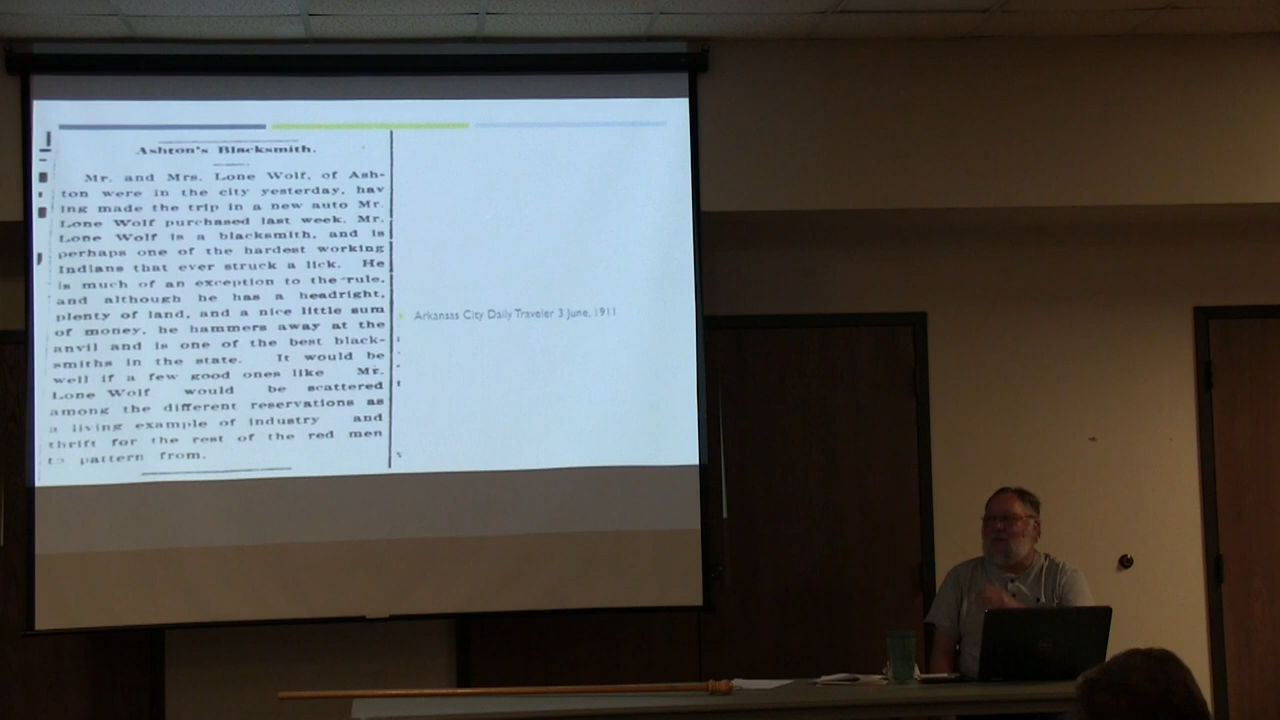 Ashton's Blacksmith.
Mr. and Mrs. Lone Wolf, of Ash-
ton were in the city yesterday, hav
ing made the trip in a new auto Mr.
Lone Wolf purchased last week. Mr.
Lone Wolf is a blacksmith, and is
perhaps one of the hardest working
Indians that ever struck a lick. He
is much of an exception to the rule,
and although he has a headright,
plenty of land, and a nice little sum
of money, he hammers away at the
anvil and is one of the best black-
smiths in the state. It would be
well if a few good ones like Mr.
Lone Wolf would be scattered
among the different reservations as
a living example of industry and
thrift for the rest of the red men
to pattern from.
Arkansas City Daily Traveler 3 June, 1911